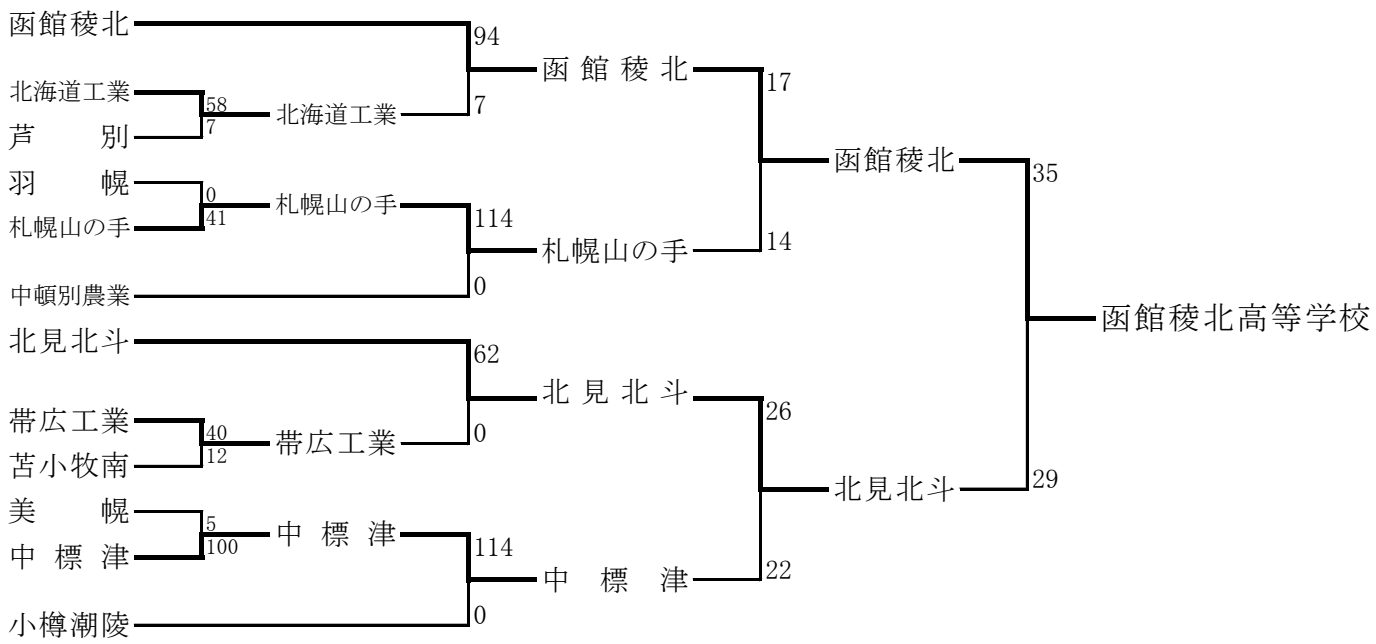 函館稜北
94
函館稜北
17
北海道工業
58
北海道工業
7
芦別
7
函館稜北
35
羽幌
0
札幌山の手
114
札幌山の手
41
札幌山の手
14
中頓別農業
0
函館稜北高等学校
北見北斗
62
北見北斗
26
帯広工業
40
帯広工業
0
苫小牧南
12
北見北斗
29
美幌
5
中標津
114
中標津
100
中標津
22
小樽潮陵
0